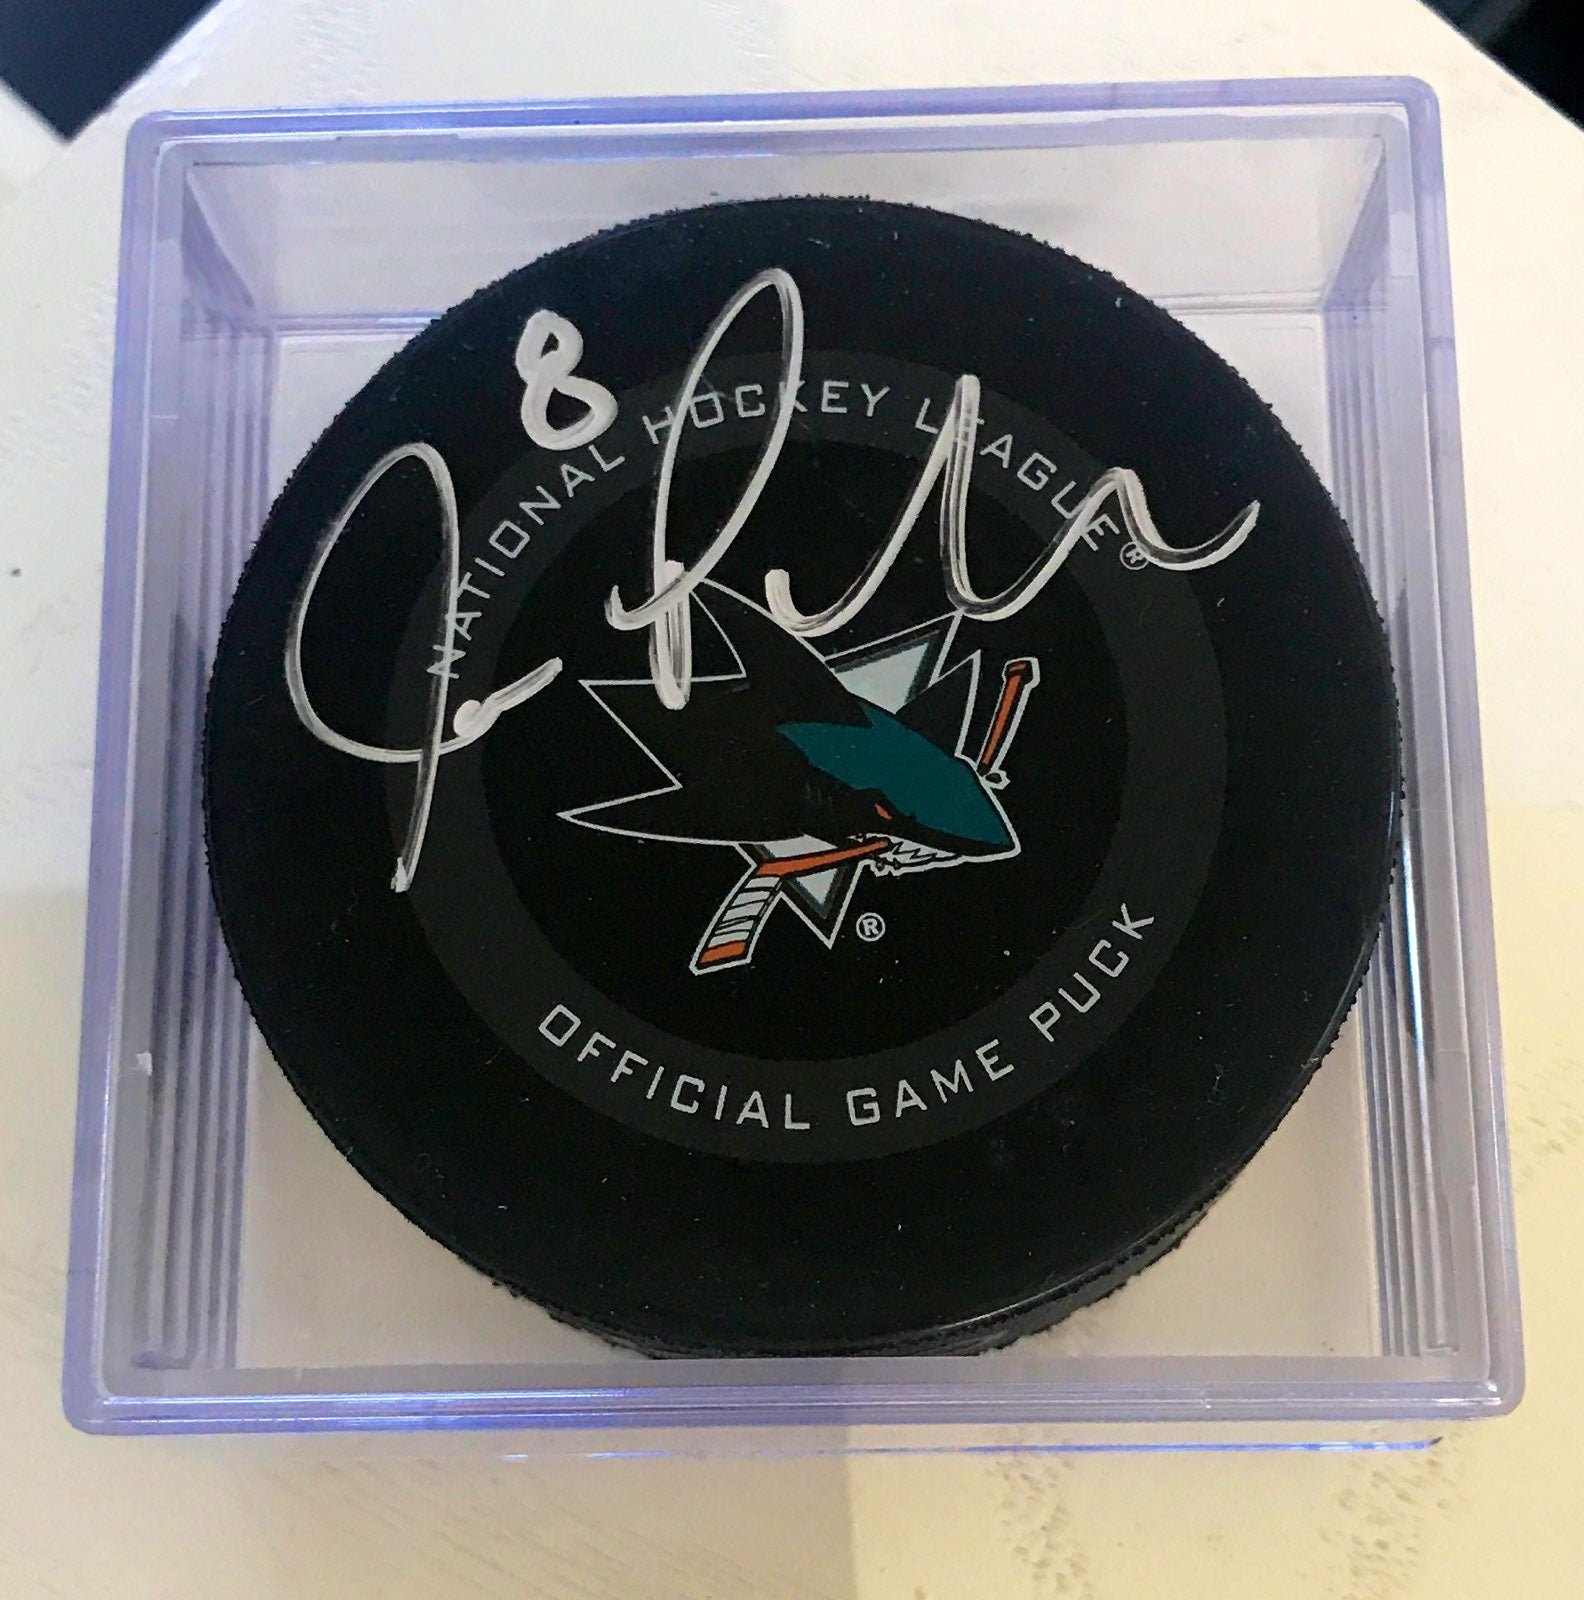 8
NATIONAL HOCKEY LEAGUE®
®
OFFICIAL GAME PUCK